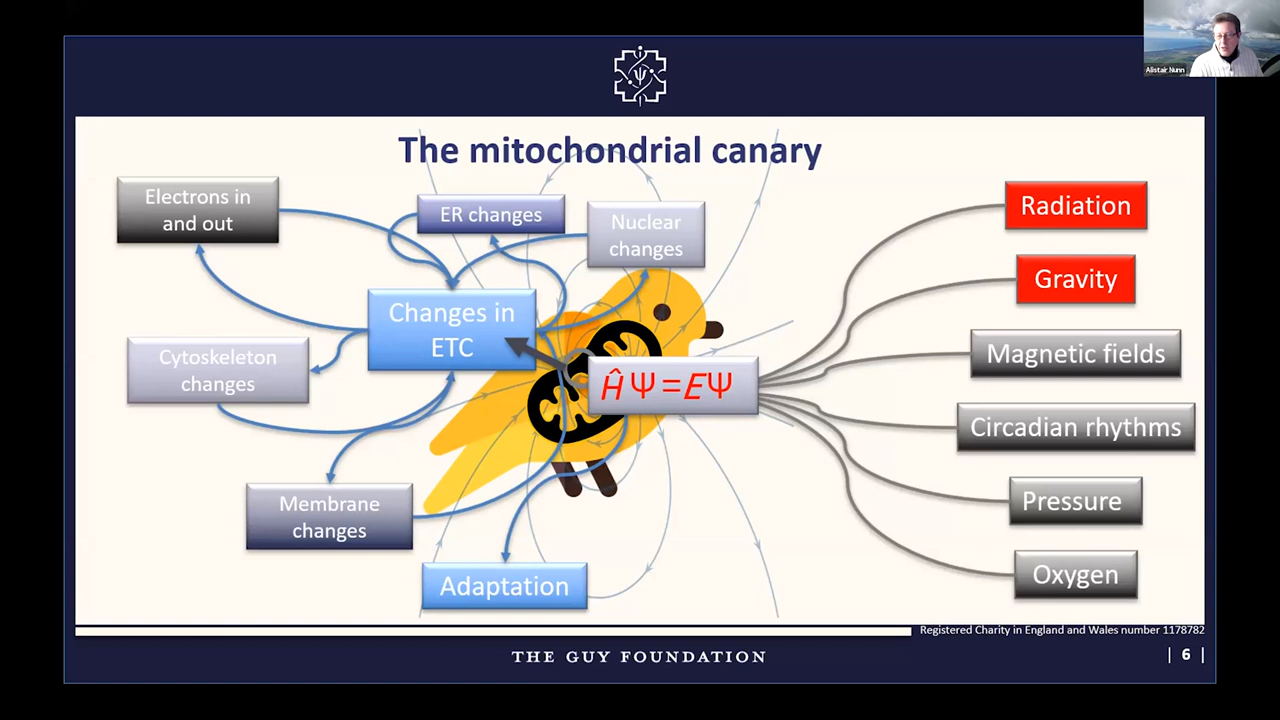 Alistair Nunn
The mitochondrial canary
Electrons in
and out
ER changes
Nuclear
changes
Changes in
ETC
Cytoskeleton
changes
Membrane
changes
Adaptation
ĤΨ=EΨ
Radiation
Gravity
Magnetic fields
Circadian rhythms
Pressure
Oxygen
Registered Charity in England and Wales number 1178782
THE GUY FOUNDATION
| 6 |